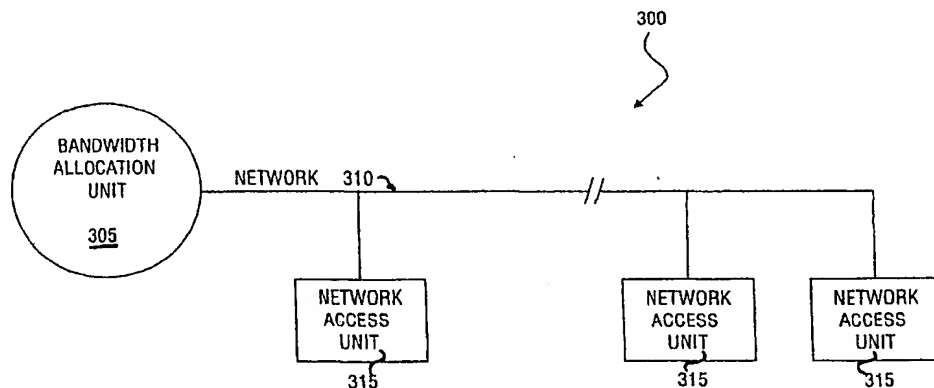 300
BANDWIDTH
ALLOCATION
UNIT
305
NETWORK 310
NETWORK
ACCESS
UNIT
315
NETWORK
ACCESS
UNIT
315
NETWORK
ACCESS
UNIT
315